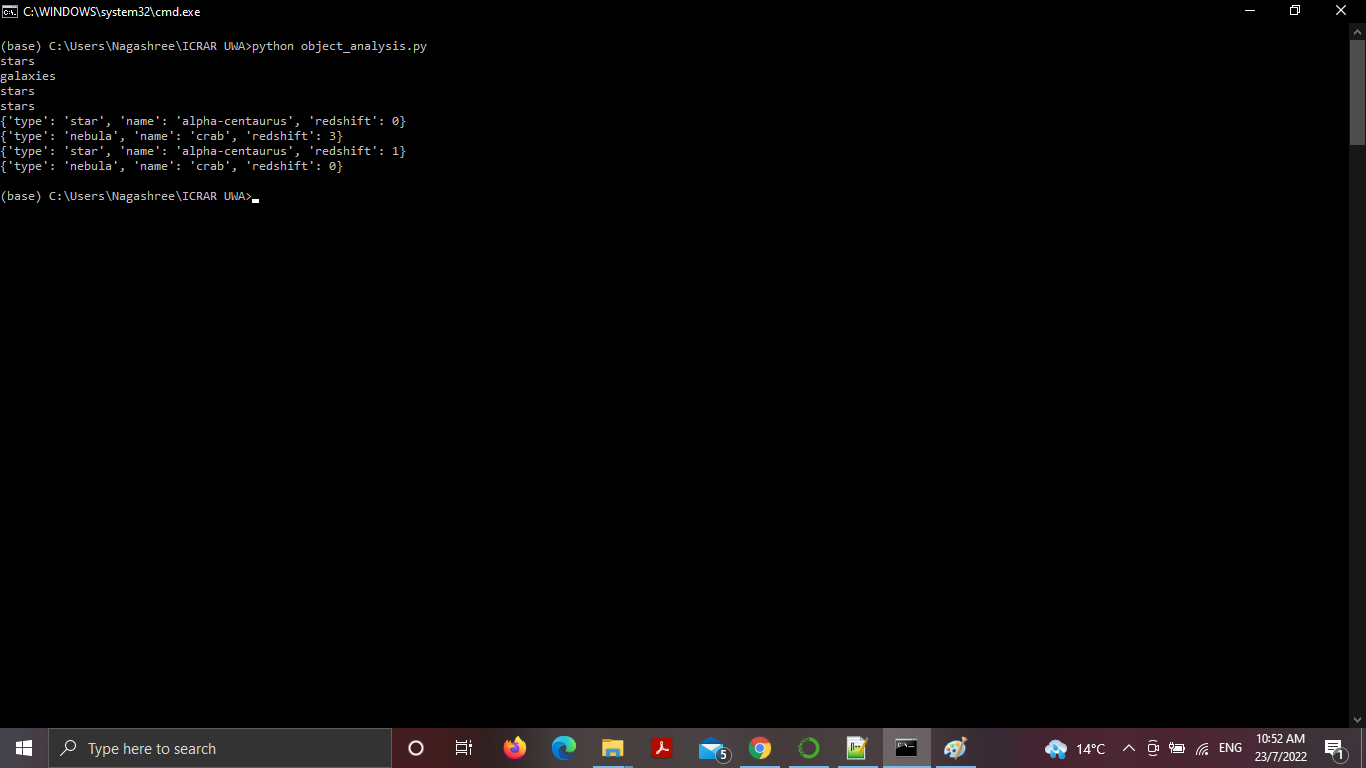 C:\WINDOWS\system32\cmd.exe
(base) C:\Users\Nagashree\ICRAR UWA>python object_analysis.py
stars
galaxies
stars
stars
{'type': 'star', 'name': 'alpha-centaurus', 'redshift': 0}
{'type': 'nebula', 'name': 'crab', 'redshift': 3}
{'type': 'star', 'name': 'alpha-centaurus', 'redshift': 1}
{'type': 'nebula', 'name': 'crab', 'redshift': 0}
(base) C:\Users\Nagashree\ICRAR UWA>
Type here to search
5
14°C
ENG
10:52 AM
23/7/2022
1